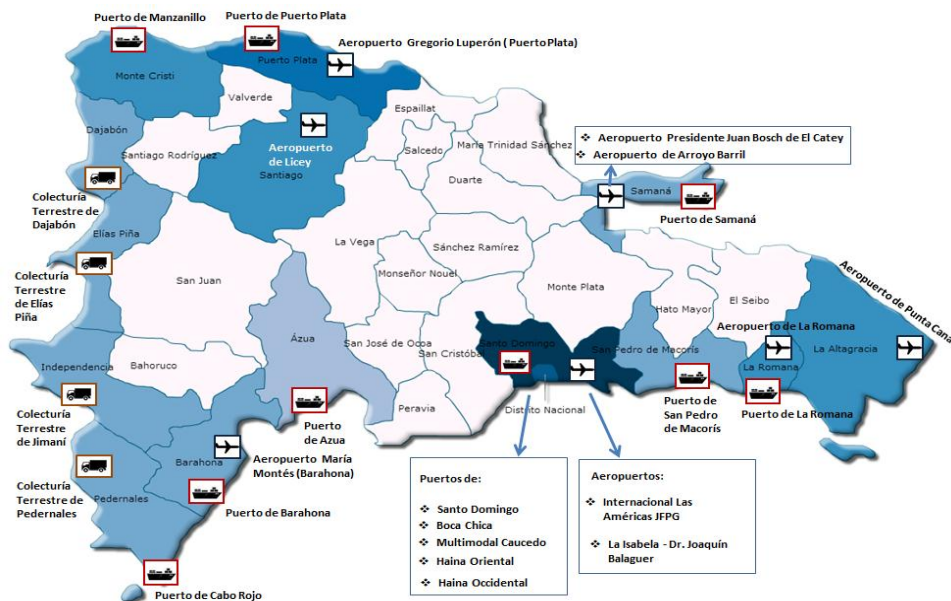 Puerto de Manzanillo
Puerto de Puerto Plata
Aeropuerto Gregorio Luperón ( Puerto Plata)
Puerto Plata
Monte Cristi
Valverde
Espaillat
Dajabón
Santiago Rodríguez
Aeropuerto
de Licey
Santiago
Salcedo
María Trinidad Sánchez
Duarte
❖ Aeropuerto Presidente Juan Bosch de El Catey
❖ Aeropuerto de Arroyo Barril
Samaná
Puerto de Samaná
Colecturía
Terrestre de
Dajabón
Elías Piña
La Vega
Sánchez Ramírez
Colecturía
Terrestre
de Elías
Piña
San Juan
Monseñor Nouel
Monte Plata
Hato Mayor
El Seibo
Aeropuerto de Punta Cana
Azua
San José de Ocoa
San Cristóbal
Santo Domingo
San Pedro de Macorís
Aeropuerto de La Romana
La Altagracia
La Romana
Independencia
Bahoruco
Peravia
Distrito Nacional
Puerto de
San Pedro
de Macorís
Puerto de La Romana
Colecturía
Terrestre
de Jimaní
Puerto
de Azua
Barahona
Aeropuerto María
Montés (Barahona)
Colecturía
Terrestre de
Pedernales
Pedernales
Puerto de Barahona
Puerto de Cabo Rojo
Puertos de:
❖ Santo Domingo
❖ Boca Chica
❖ Multimodal Caucedo
❖ Haina Oriental
❖ Haina Occidental
Aeropuertos:
❖ Internacional Las
Américas JFPG
❖ La Isabela - Dr. Joaquín
Balaguer